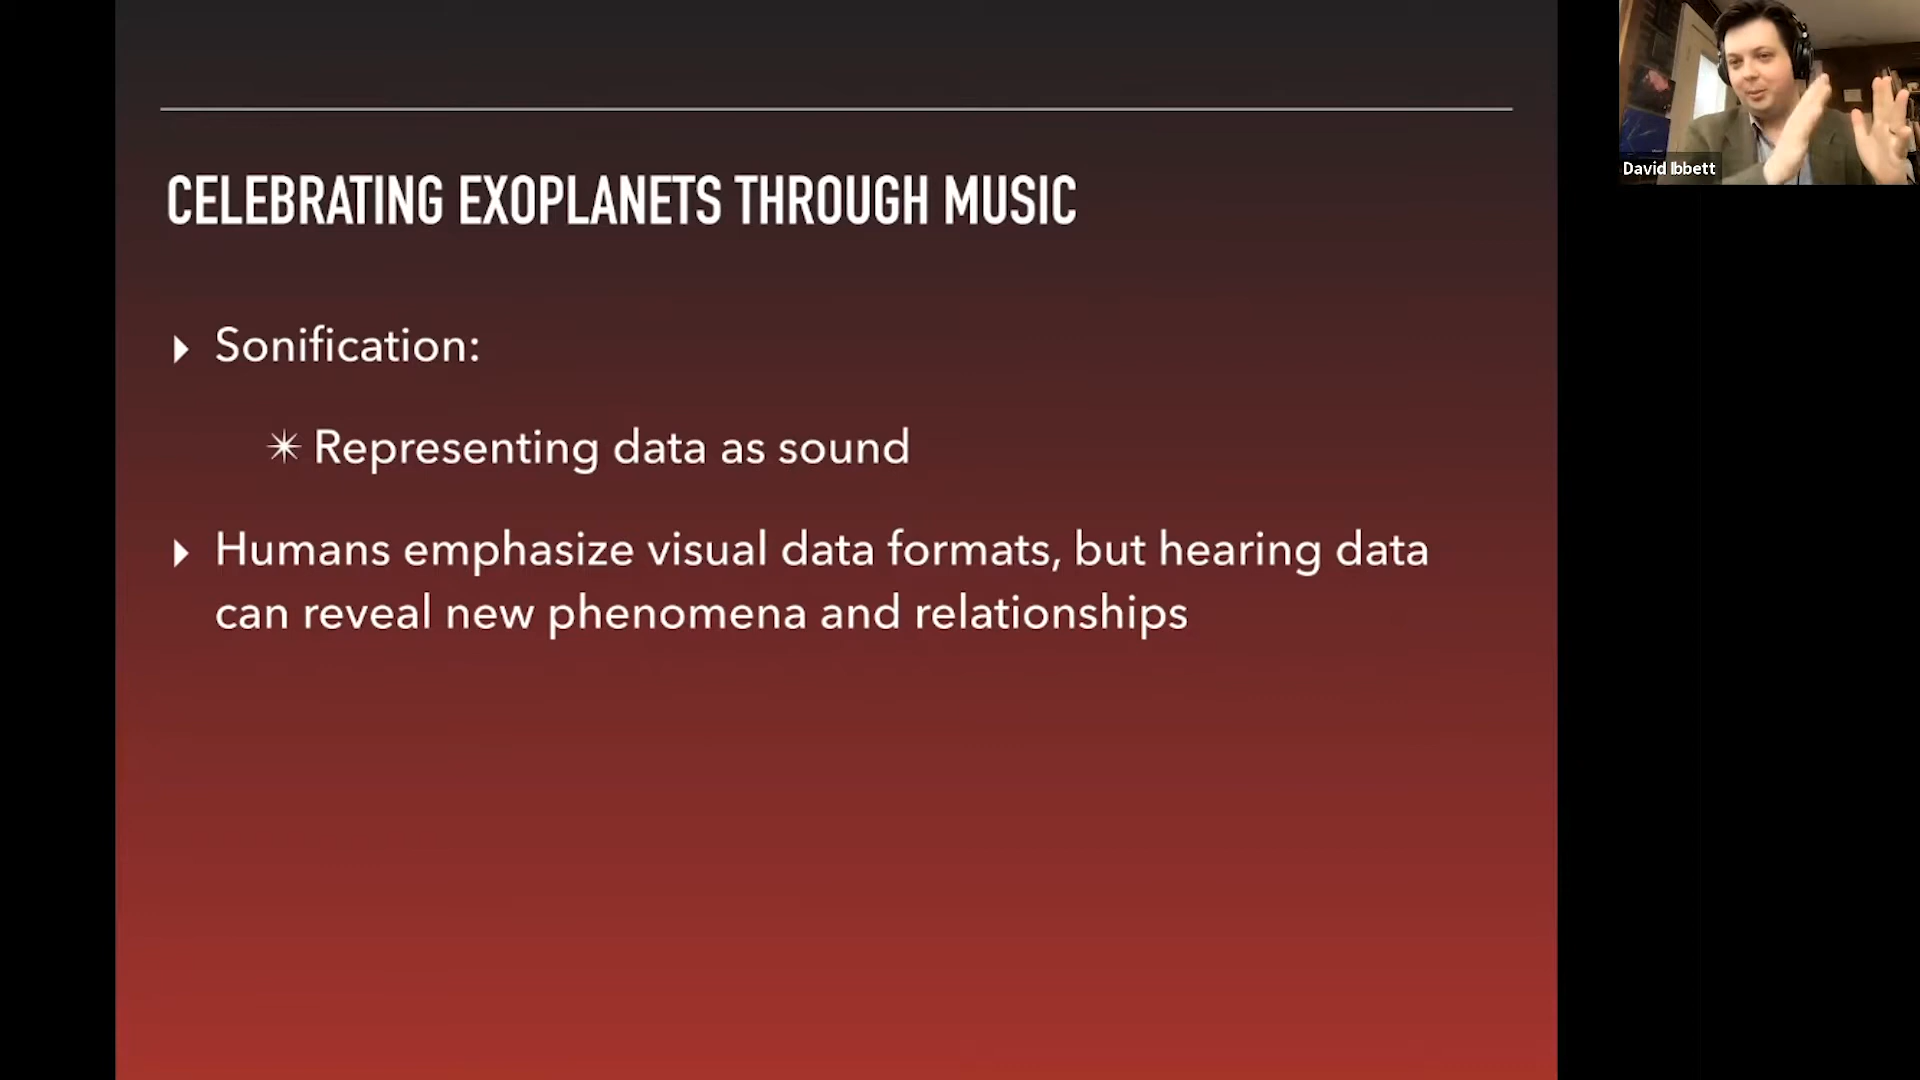 CELEBRATING EXOPLANETS THROUGH MUSIC
Sonification:
Representing data as sound
Humans emphasize visual data formats, but hearing data
can reveal new phenomena and relationships
David Ibbett